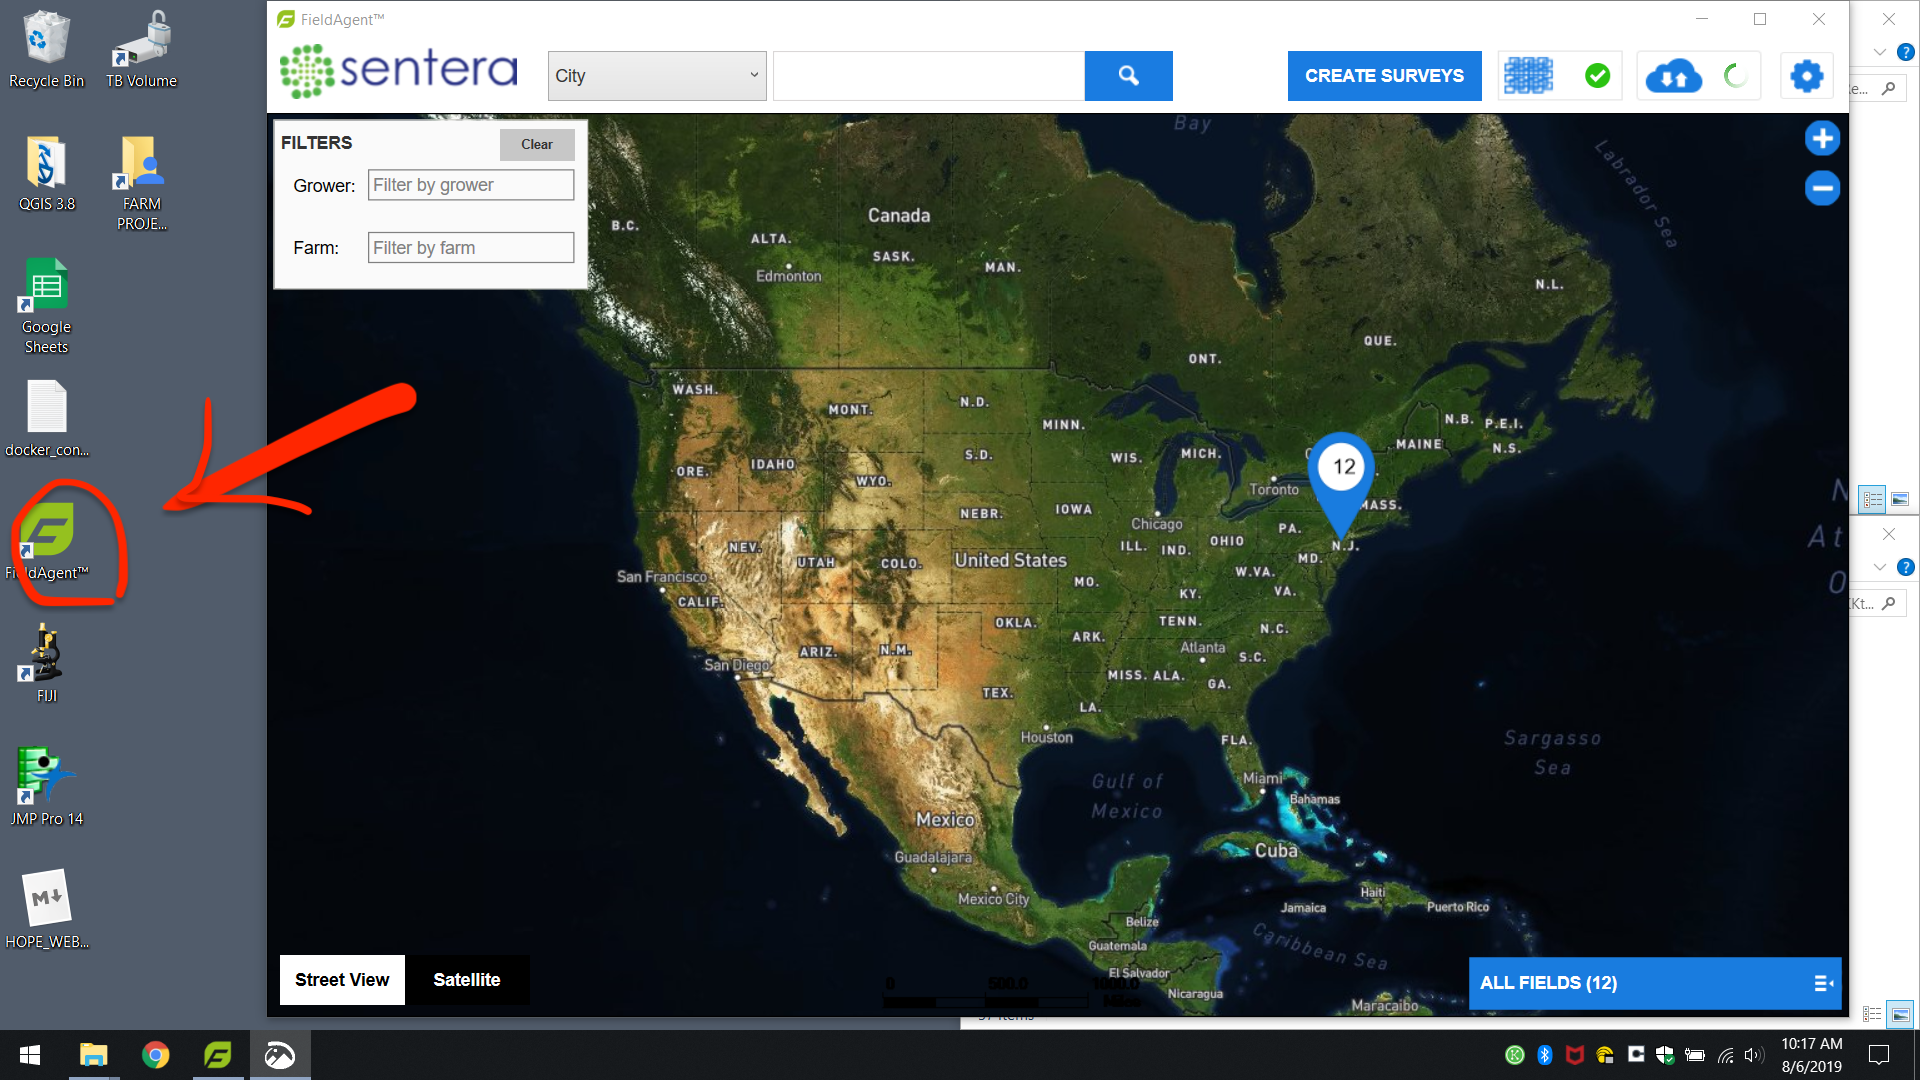 Recycle Bin
TB Volume
QGIS 3.8
FARM
PROJE...
Google
Sheets
docker_con...
FieldAgent™
FIJI
JMP Pro 14
M
HOPE_WEB...
FieldAgent™
sentera
City
CREATE SURVEYS
FILTERS
Clear
Grower:
Filter by grower
Farm:
Filter by farm
Bay
Labrador Sea
Canada
B.C.
ALTA.
SASK.
MAN.
Edmonton
N.L.
QUE.
ONT.
WASH.
MONT.
N.D.
MINN.
N.B.
P.E.I.
MAINE
N.S.
ORE.
IDAHO
S.D.
WIS.
MICH.
12
WYO.
Toronto
MASS.
NEBR.
IOWA
Chicago
PA.
NEV.
UTAH
COLO.
United States
ILL.
IND.
OHIO
MD.
N.J.
San Francisco
CALIF.
MO.
W.VA.
KY.
VA.
OKLA.
TENN.
N.C.
ARK.
ARIZ.
N.M.
Atlanta
S.C.
San Diego
MISS.
ALA.
GA.
TEX.
LA.
Houston
FLA.
Sargasso
Sea
Gulf of
Mexico
Miami
Bahamas
Mexico
Cuba
Guadalajara
Mexico City
Haiti
Jamaica
Puerto Rico
Belize
Guatemala
Caribbean Sea
El Salvador
Nicaragua
Maracaibo
0
500.0
1000.0
Miles
Street View
Satellite
ALL FIELDS (12)
N
At
O
?
?
10:17 AM
8/6/2019